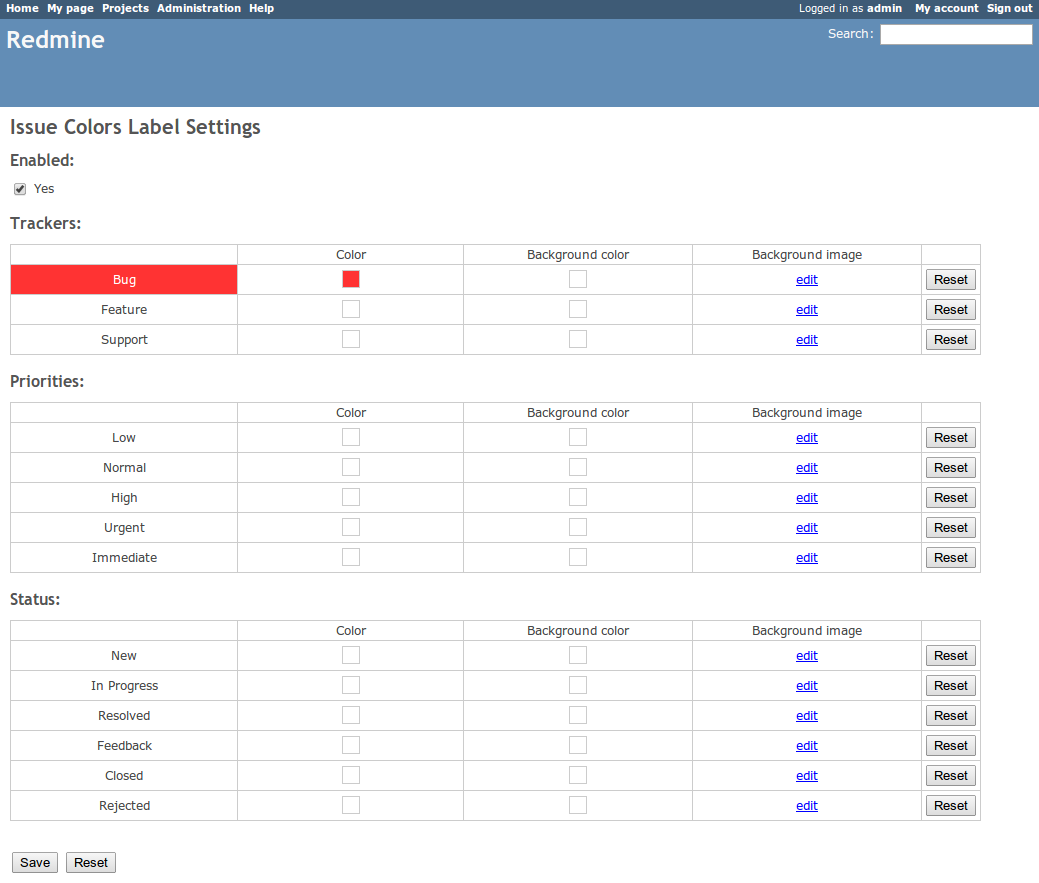 Home My page Projects Administration Help Logged in as admin My account Sign out
Redmine Search:
Issue Colors Label Settings
Enabled:
Yes
Trackers:
Color Background color Background image
Bug edit Reset
Feature edit Reset
Support edit Reset
Priorities:
Color Background color Background image
Low edit Reset
Normal edit Reset
High edit Reset
Urgent edit Reset
Immediate edit Reset
Status:
Color Background color Background image
New edit Reset
In Progress edit Reset
Resolved edit Reset
Feedback edit Reset
Closed edit Reset
Rejected edit Reset
Save Reset